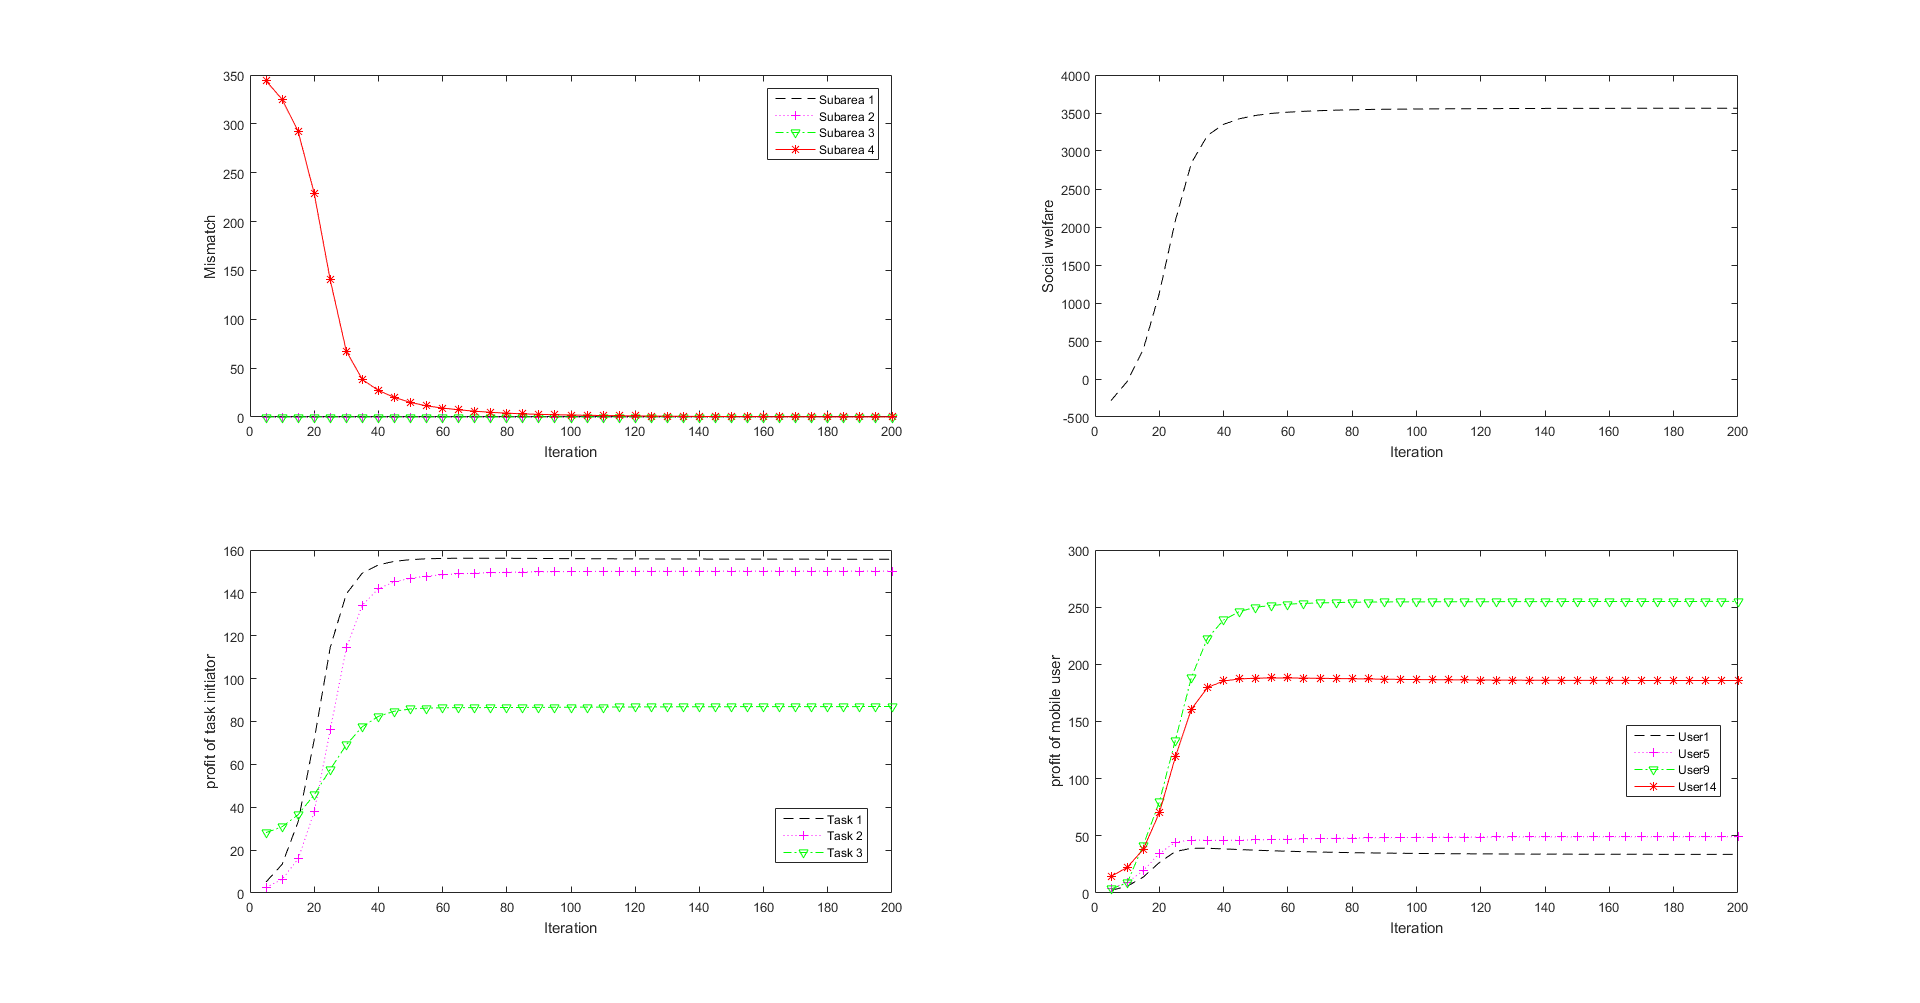 350
300
250
200
150
100
50
0
Mismatch
0 20 40 60 80 100 120 140 160 180 200
Iteration
Subarea 1
Subarea 2
Subarea 3
Subarea 4
4000
3500
3000
2500
2000
1500
1000
500
0
-500
Social welfare
0 20 40 60 80 100 120 140 160 180 200
Iteration
160
140
120
100
80
60
40
20
0
profit of task initiator
0 20 40 60 80 100 120 140 160 180 200
Iteration
Task 1
Task 2
Task 3
300
250
200
150
100
50
0
profit of mobile user
0 20 40 60 80 100 120 140 160 180 200
Iteration
User1
User5
User9
User14